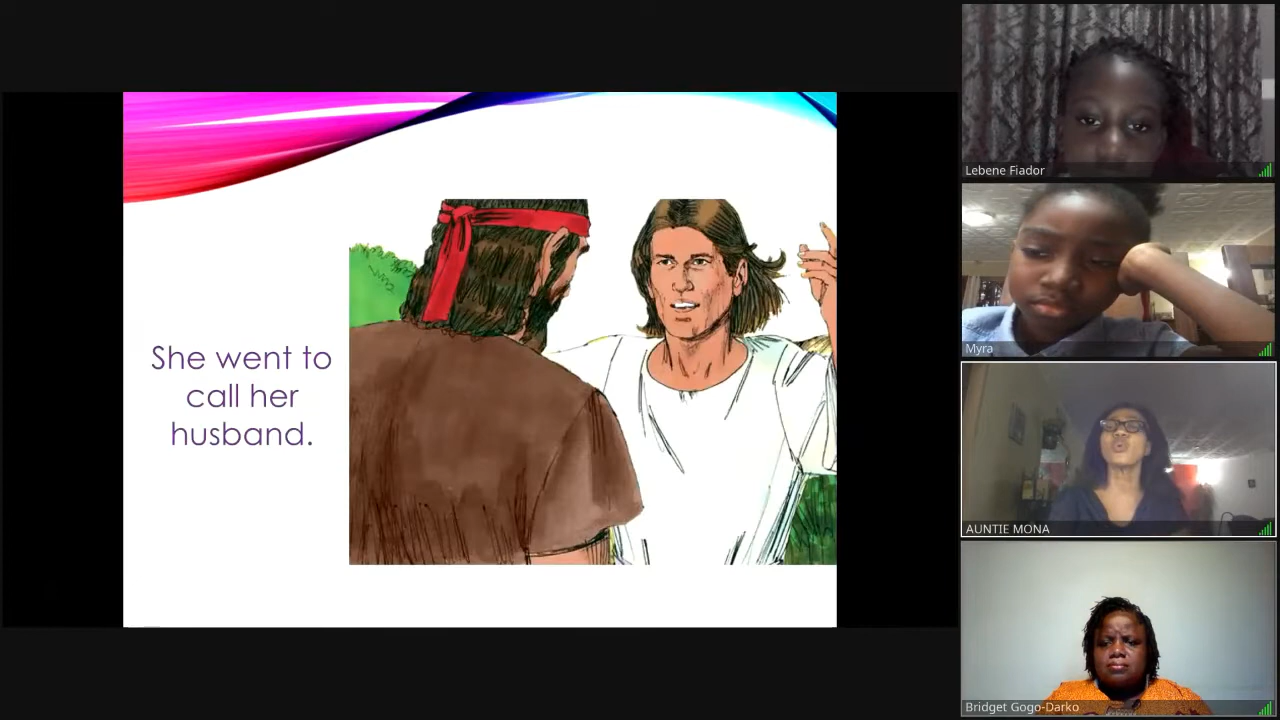 She went to
call her
husband.
Lebene Fiador
Myra
AUNTIE MONA
Bridget Gogo-Darko